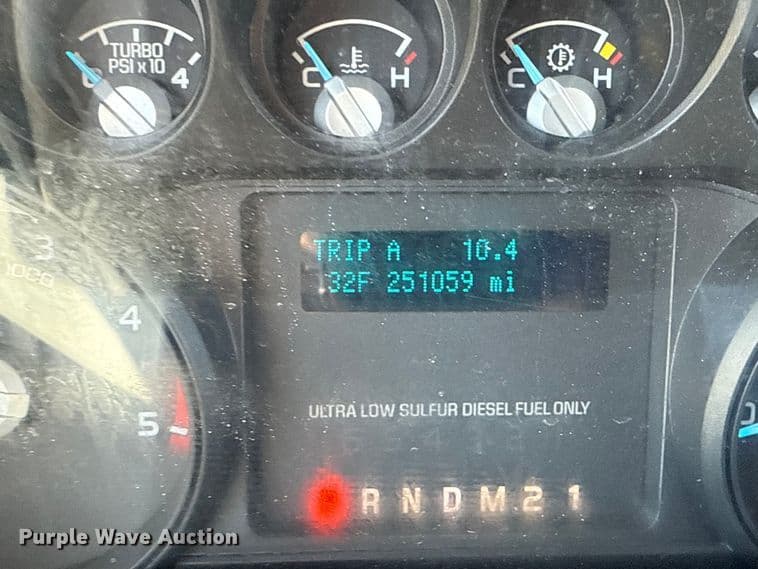 TURBO
PSI x 10
0 4
C H
C H
TRIP A 10.4
32F 251059 mi
3
1000
4
5
ULTRA LOW SULFUR DIESEL FUEL ONLY
R N D M 2 1
Purple Wave Auction